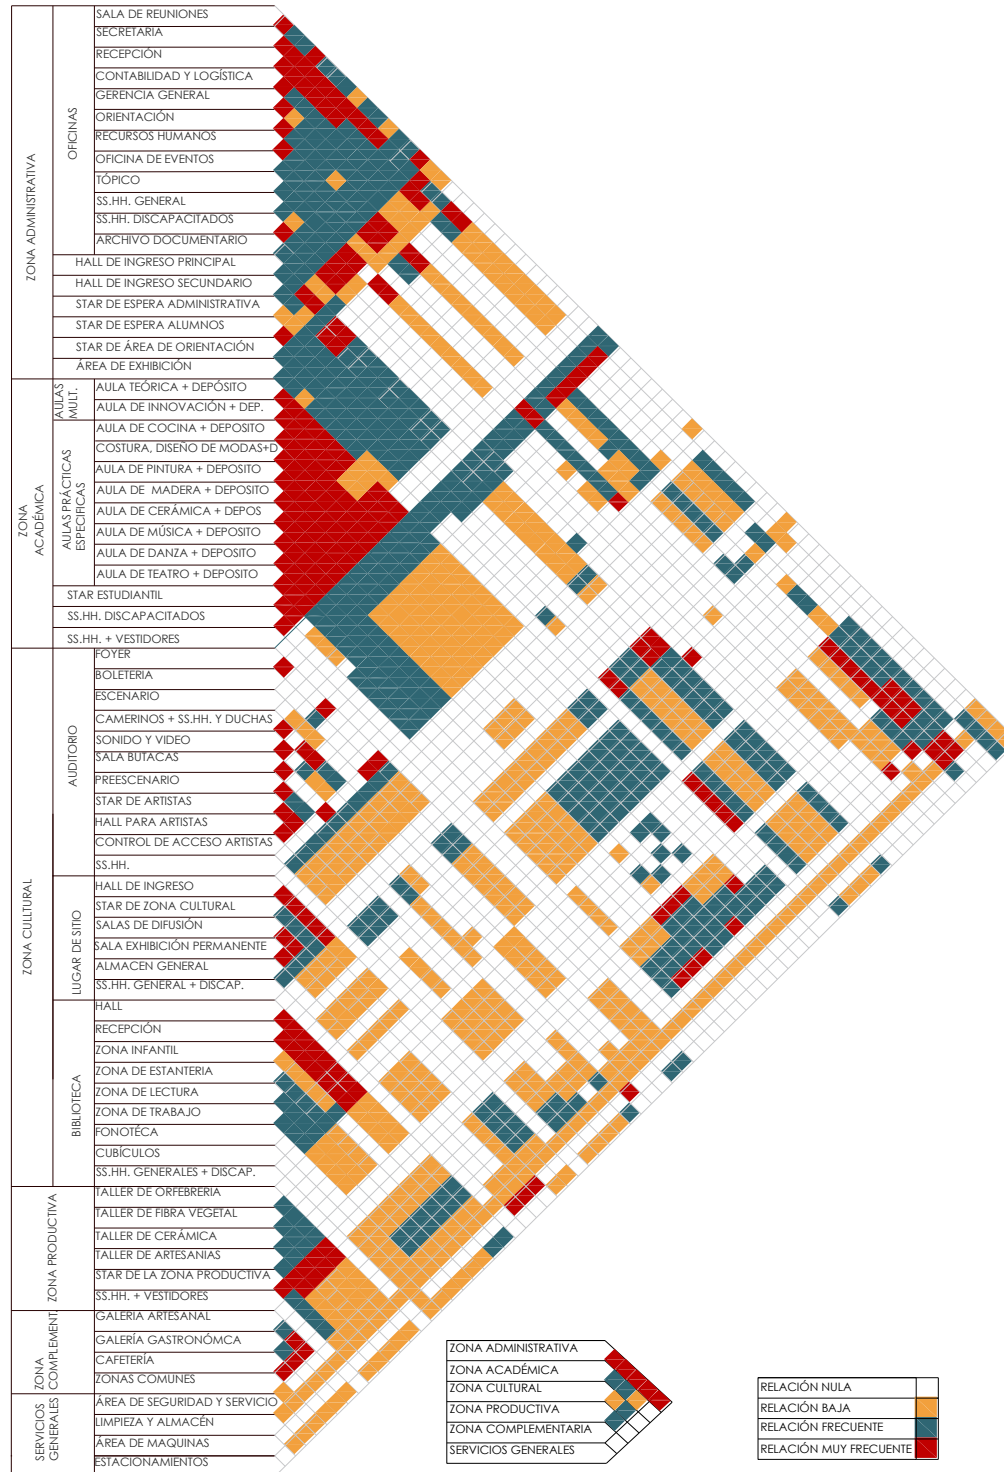 ZONA ADMINISTRATIVA
OFICINAS
SALA DE REUNIONES
SECRETARIA
RECEPCIÓN
CONTABILIDAD Y LOGÍSTICA
GERENCIA GENERAL
ORIENTACIÓN
RECURSOS HUMANOS
OFICINA DE EVENTOS
TÓPICO
SS.HH. GENERAL
SS.HH. DISCAPACITADOS
ARCHIVO DOCUMENTARIO
HALL DE INGRESO PRINCIPAL
HALL DE INGRESO SECUNDARIO
STAR DE ESPERA ADMINISTRATIVA
STAR DE ESPERA ALUMNOS
STAR DE ÁREA DE ORIENTACIÓN
ÁREA DE EXHIBICIÓN
ZONA
ACADÉMICA
AULAS
MULT.
AULA TEÓRICA + DEPÓSITO
AULA DE INNOVACIÓN + DEP.
AULAS PRÁCTICAS
ESPECIFICAS
AULA DE COCINA + DEPOSITO
COSTURA, DISEÑO DE MODAS+D
AULA DE PINTURA + DEPOSITO
AULA DE MADERA + DEPOSITO
AULA DE CERÁMICA + DEPOS
AULA DE MÚSICA + DEPOSITO
AULA DE DANZA + DEPOSITO
AULA DE TEATRO + DEPOSITO
STAR ESTUDIANTIL
SS.HH. DISCAPACITADOS
SS.HH. + VESTIDORES
ZONA CULLTURAL
AUDITORIO
FOYER
BOLETERIA
ESCENARIO
CAMERINOS + SS.HH. Y DUCHAS
SONIDO Y VIDEO
SALA BUTACAS
PREESCENARIO
STAR DE ARTISTAS
HALL PARA ARTISTAS
CONTROL DE ACCESO ARTISTAS
SS.HH.
LUGAR DE SITIO
HALL DE INGRESO
STAR DE ZONA CULTURAL
SALAS DE DIFUSIÓN
SALA EXHIBICIÓN PERMANENTE
ALMACEN GENERAL
SS.HH. GENERAL + DISCAP.
BIBLIOTECA
HALL
RECEPCIÓN
ZONA INFANTIL
ZONA DE ESTANTERIA
ZONA DE LECTURA
ZONA DE TRABAJO
FONOTÉCA
CUBÍCULOS
SS.HH. GENERALES + DISCAP.
ZONA PRODUCTIVA
TALLER DE ORFEBRERIA
TALLER DE FIBRA VEGETAL
TALLER DE CERÁMICA
TALLER DE ARTESANIAS
STAR DE LA ZONA PRODUCTIVA
SS.HH. + VESTIDORES
ZONA
COMPLEMENT.
GALERIA ARTESANAL
GALERÍA GASTRONÓMCA
CAFETERÍA
ZONAS COMUNES
SERVICIOS
GENERALES
ÁREA DE SEGURIDAD Y SERVICIO
LIMPIEZA Y ALMACÉN
ÁREA DE MAQUINAS
ESTACIONAMIENTOS
ZONA ADMINISTRATIVA
ZONA ACADÉMICA
ZONA CULTURAL
ZONA PRODUCTIVA
ZONA COMPLEMENTARIA
SERVICIOS GENERALES
RELACIÓN NULA
RELACIÓN BAJA
RELACIÓN FRECUENTE
RELACIÓN MUY FRECUENTE